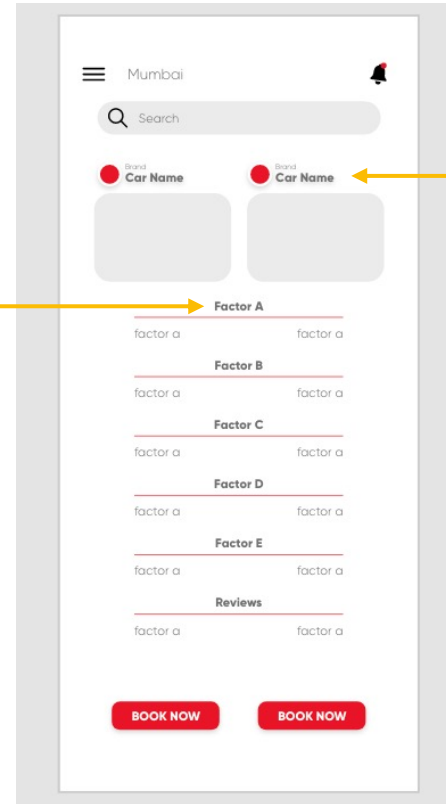 Mumbai
Search
Brand Brand
Car Name Car Name
Factor A
factor a factor a
Factor B
factor a factor a
Factor C
factor a factor a
Factor D
factor a factor a
Factor E
factor a factor a
Reviews
factor a factor a
BOOK NOW BOOK NOW